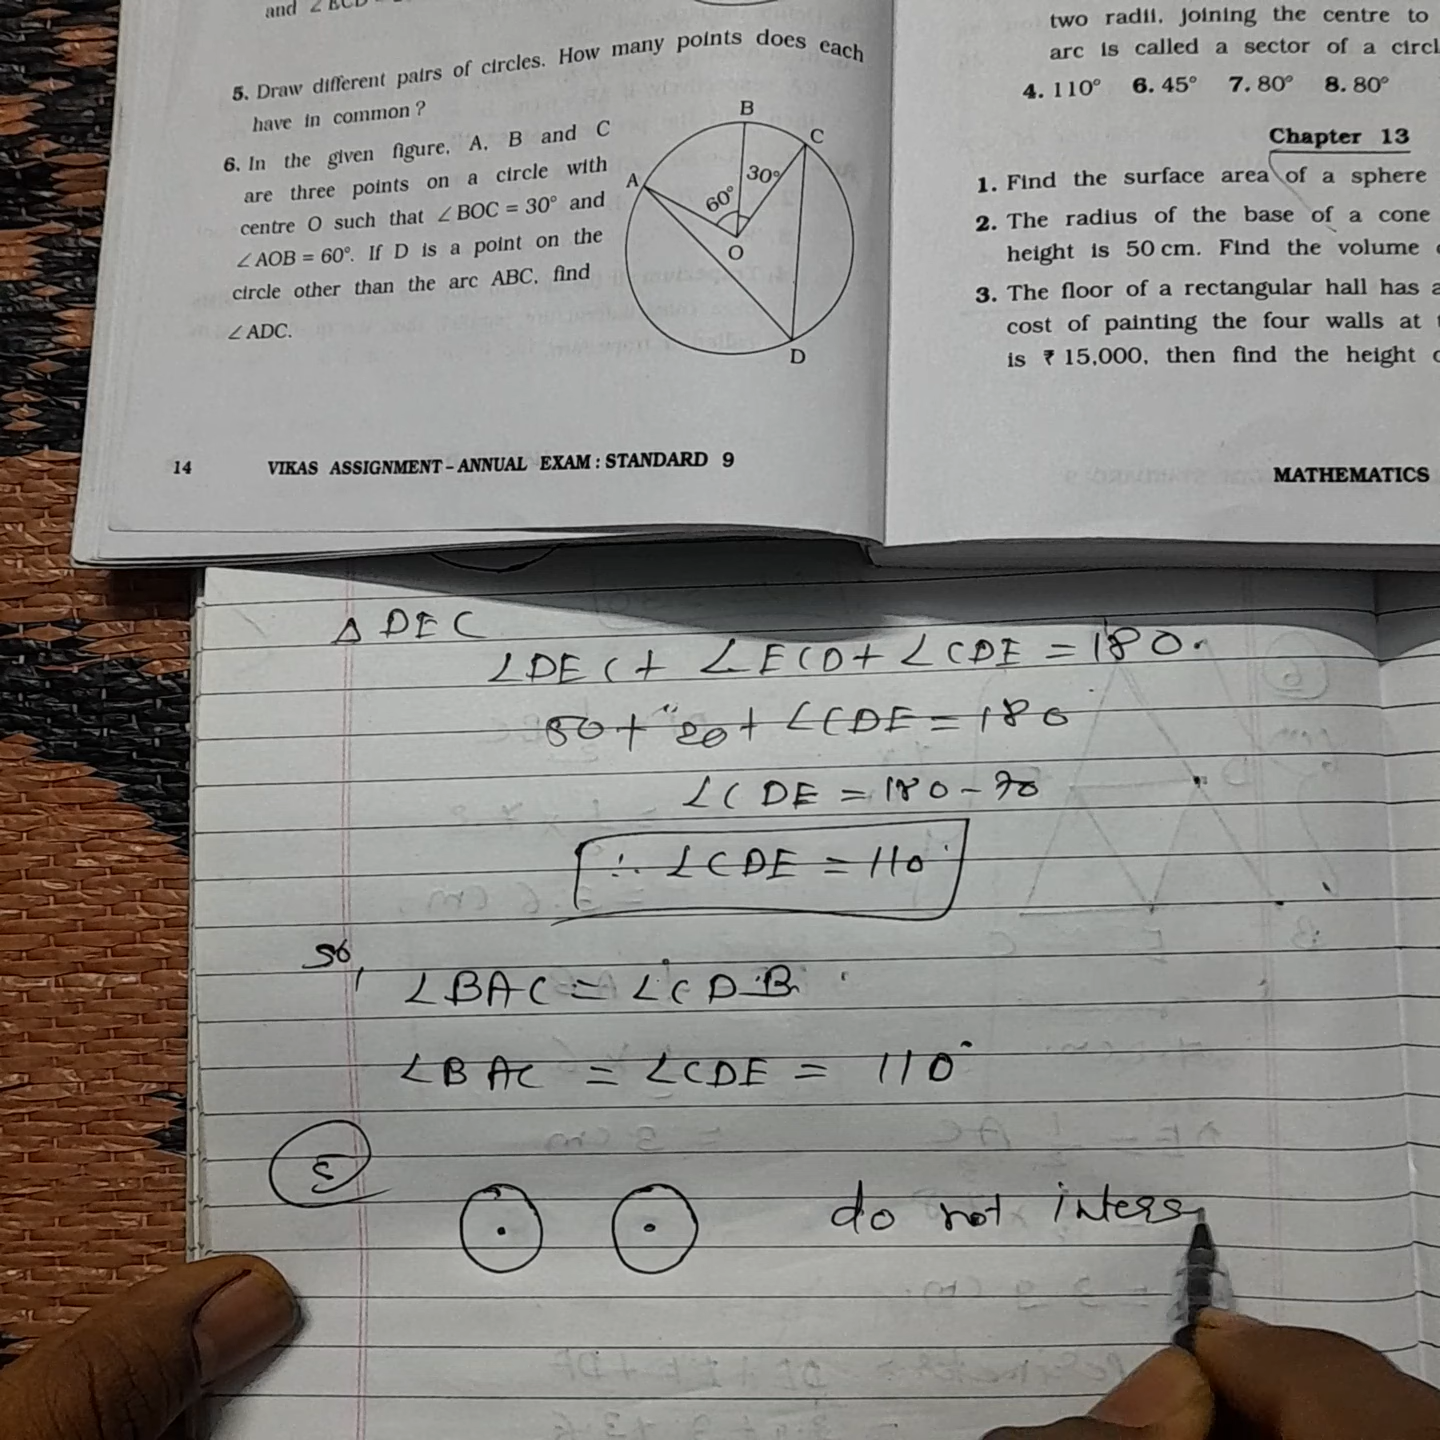 and ∠ECD
5. Draw different pairs of circles. How many points does each
have in common ?
6. In the given figure, A, B and C
are three points on a circle with
centre O such that ∠BOC = 30° and
∠AOB = 60°. If D is a point on the
circle other than the arc ABC, find
∠ADC.
B
C
A
60°
30°
O
D
14 VIKAS ASSIGNMENT – ANNUAL EXAM : STANDARD 9
two radii, joining the centre to
arc is called a sector of a circl
4. 110° 6. 45° 7. 80° 8. 80°
Chapter 13
1. Find the surface area of a sphere
2. The radius of the base of a cone
height is 50 cm. Find the volume
3. The floor of a rectangular hall has a
cost of painting the four walls at
is ₹ 15,000, then find the height
MATHEMATICS
△ DEC
∠DEC + ∠ECD + ∠CDE = 180°
50 + 20 + ∠CDE = 180
∠CDE = 180 - 70
∴ ∠CDE = 110°
So,
∠BAC = ∠CDB
∠BAC = ∠CDE = 110°
5
do not inters